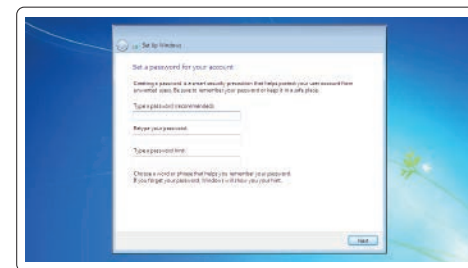 Set Up Windows
Set a password for your account
Creating a password is a smart security precaution that helps protect your user account from
unwanted users. Be sure to remember your password or keep it in a safe place.
Type a password (recommended):
Retype your password:
Type a password hint:
Choose a word or phrase that helps you remember your password.
If you forget your password, Windows will show you your hint.
Next